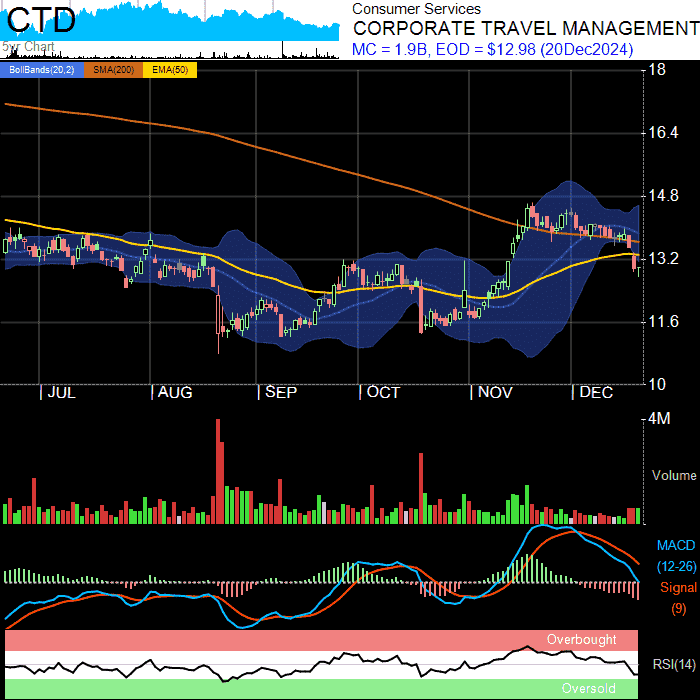 CTD
5yr Chart
Consumer Services
CORPORATE TRAVEL MANAGEMENT
MC = 1.9B, EOD = $12.98 (20Dec2024)
BollBands(20,2) SMA(200) EMA(50)
18
16.4
14.8
13.2
11.6
10
JUL AUG SEP OCT NOV DEC
4M
Volume
MACD
(12-26)
Signal
(9)
Overbought
RSI(14)
Oversold